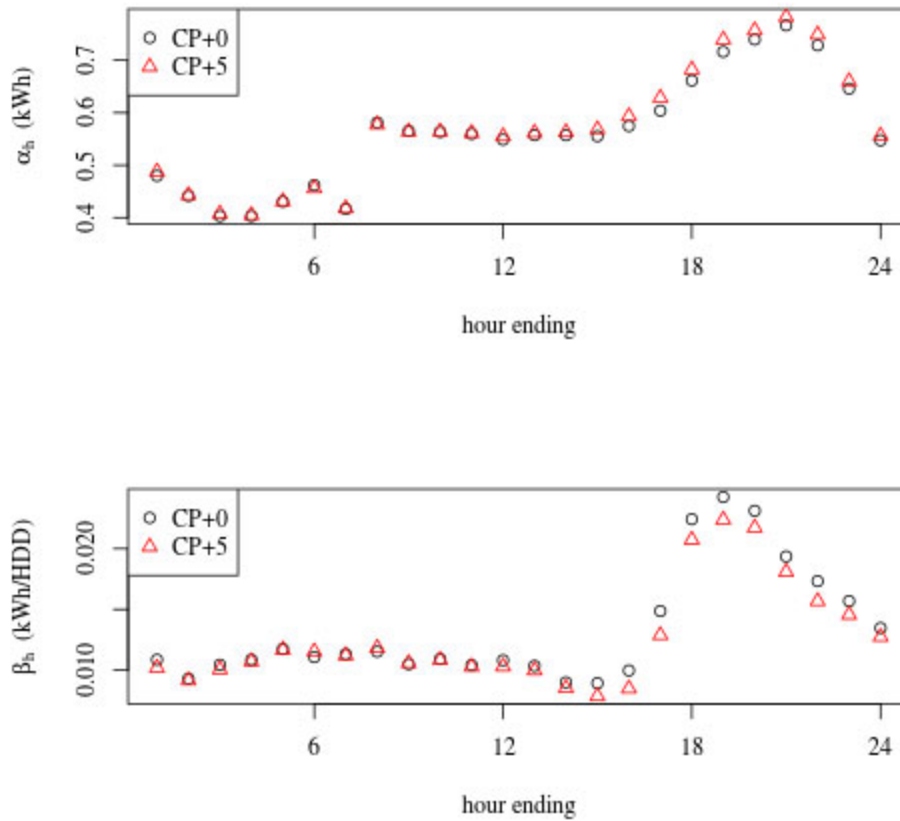 CP+0
CP+5
αh (kWh)
0.4 0.5 0.6 0.7
6 12 18 24
hour ending
CP+0
CP+5
βh (kWh/HDD)
0.010 0.020
6 12 18 24
hour ending